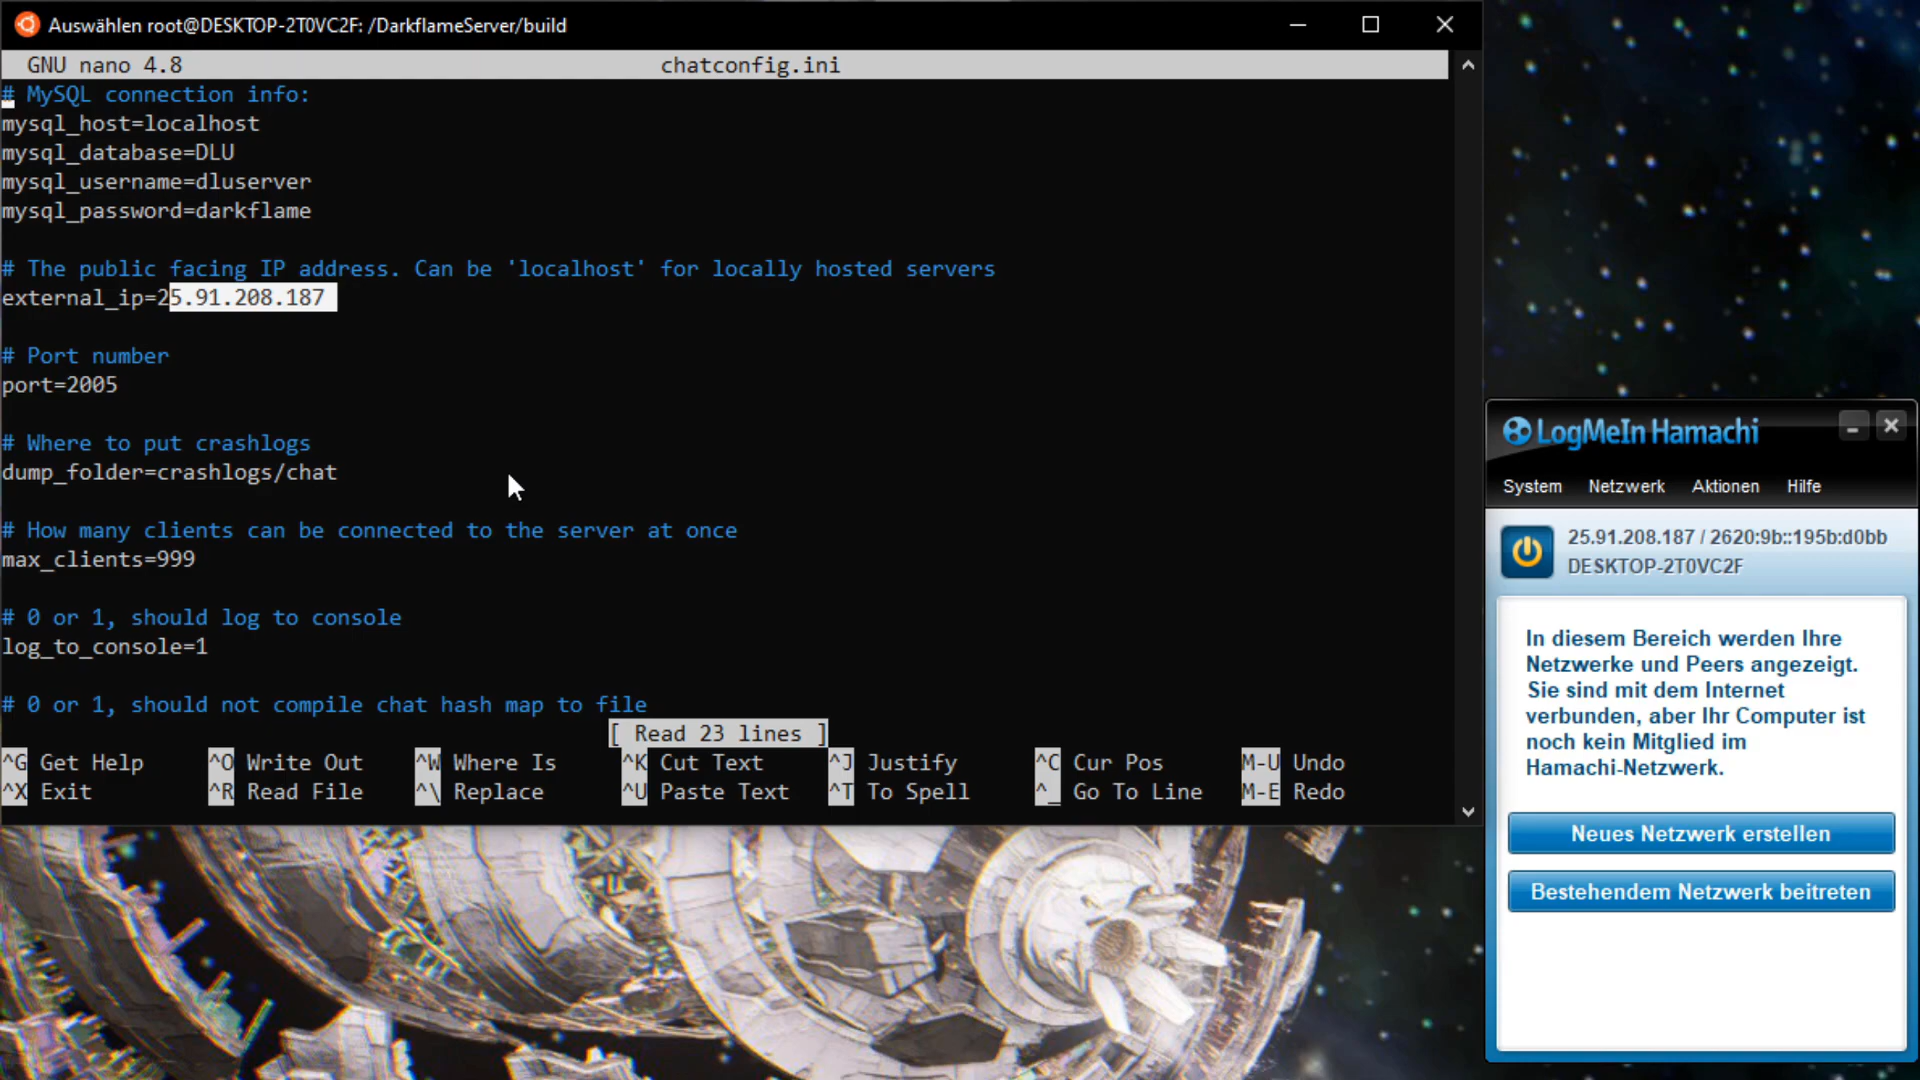 Auswählen root@DESKTOP-2T0VC2F: /DarkflameServer/build
GNU nano 4.8 chatconfig.ini
# MySQL connection info:
mysql_host=localhost
mysql_database=DLU
mysql_username=dluserver
mysql_password=darkflame
# The public facing IP address. Can be 'localhost' for locally hosted servers
external_ip=25.91.208.187
# Port number
port=2005
# Where to put crashlogs
dump_folder=crashlogs/chat
# How many clients can be connected to the server at once
max_clients=999
# 0 or 1, should log to console
log_to_console=1
# 0 or 1, should not compile chat hash map to file
[ Read 23 lines ]
^G Get Help ^O Write Out ^W Where Is ^K Cut Text ^J Justify ^C Cur Pos M-U Undo
^X Exit ^R Read File ^\ Replace ^U Paste Text ^T To Spell ^_ Go To Line M-E Redo
LogMeIn Hamachi
System Netzwerk Aktionen Hilfe
25.91.208.187 / 2620:9b::195b:d0bb
DESKTOP-2T0VC2F
In diesem Bereich werden Ihre
Netzwerke und Peers angezeigt.
Sie sind mit dem Internet
verbunden, aber Ihr Computer ist
noch kein Mitglied im
Hamachi-Netzwerk.
Neues Netzwerk erstellen
Bestehendem Netzwerk beitreten